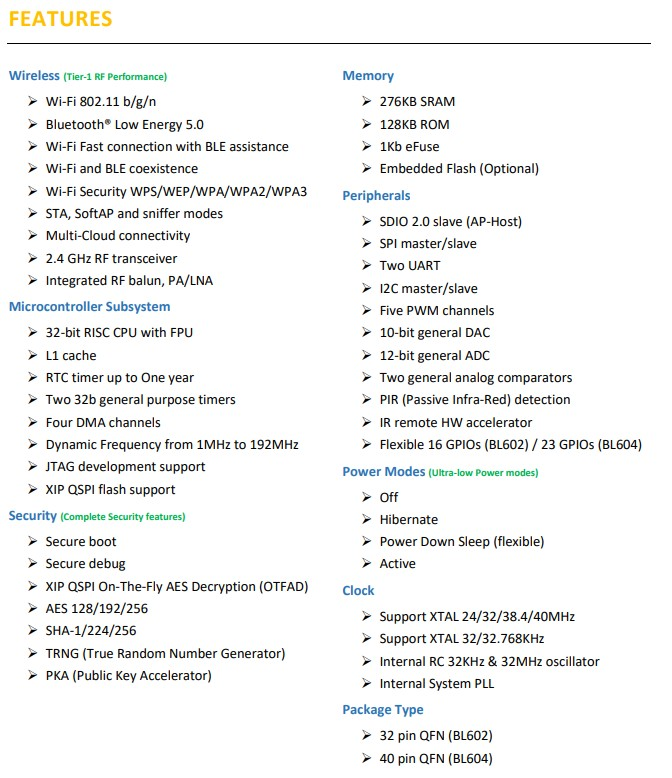 FEATURES
Wireless (Tier-1 RF Performance)
➢ Wi-Fi 802.11 b/g/n
➢ Bluetooth® Low Energy 5.0
➢ Wi-Fi Fast connection with BLE assistance
➢ Wi-Fi and BLE coexistence
➢ Wi-Fi Security WPS/WEP/WPA/WPA2/WPA3
➢ STA, SoftAP and sniffer modes
➢ Multi-Cloud connectivity
➢ 2.4 GHz RF transceiver
➢ Integrated RF balun, PA/LNA
Microcontroller Subsystem
➢ 32-bit RISC CPU with FPU
➢ L1 cache
➢ RTC timer up to One year
➢ Two 32b general purpose timers
➢ Four DMA channels
➢ Dynamic Frequency from 1MHz to 192MHz
➢ JTAG development support
➢ XIP QSPI flash support
Security (Complete Security features)
➢ Secure boot
➢ Secure debug
➢ XIP QSPI On-The-Fly AES Decryption (OTFAD)
➢ AES 128/192/256
➢ SHA-1/224/256
➢ TRNG (True Random Number Generator)
➢ PKA (Public Key Accelerator)
Memory
➢ 276KB SRAM
➢ 128KB ROM
➢ 1Kb eFuse
➢ Embedded Flash (Optional)
Peripherals
➢ SDIO 2.0 slave (AP-Host)
➢ SPI master/slave
➢ Two UART
➢ I2C master/slave
➢ Five PWM channels
➢ 10-bit general DAC
➢ 12-bit general ADC
➢ Two general analog comparators
➢ PIR (Passive Infra-Red) detection
➢ IR remote HW accelerator
➢ Flexible 16 GPIOs (BL602) / 23 GPIOs (BL604)
Power Modes (Ultra-low Power modes)
➢ Off
➢ Hibernate
➢ Power Down Sleep (flexible)
➢ Active
Clock
➢ Support XTAL 24/32/38.4/40MHz
➢ Support XTAL 32/32.768KHz
➢ Internal RC 32KHz & 32MHz oscillator
➢ Internal System PLL
Package Type
➢ 32 pin QFN (BL602)
➢ 40 pin QFN (BL604)